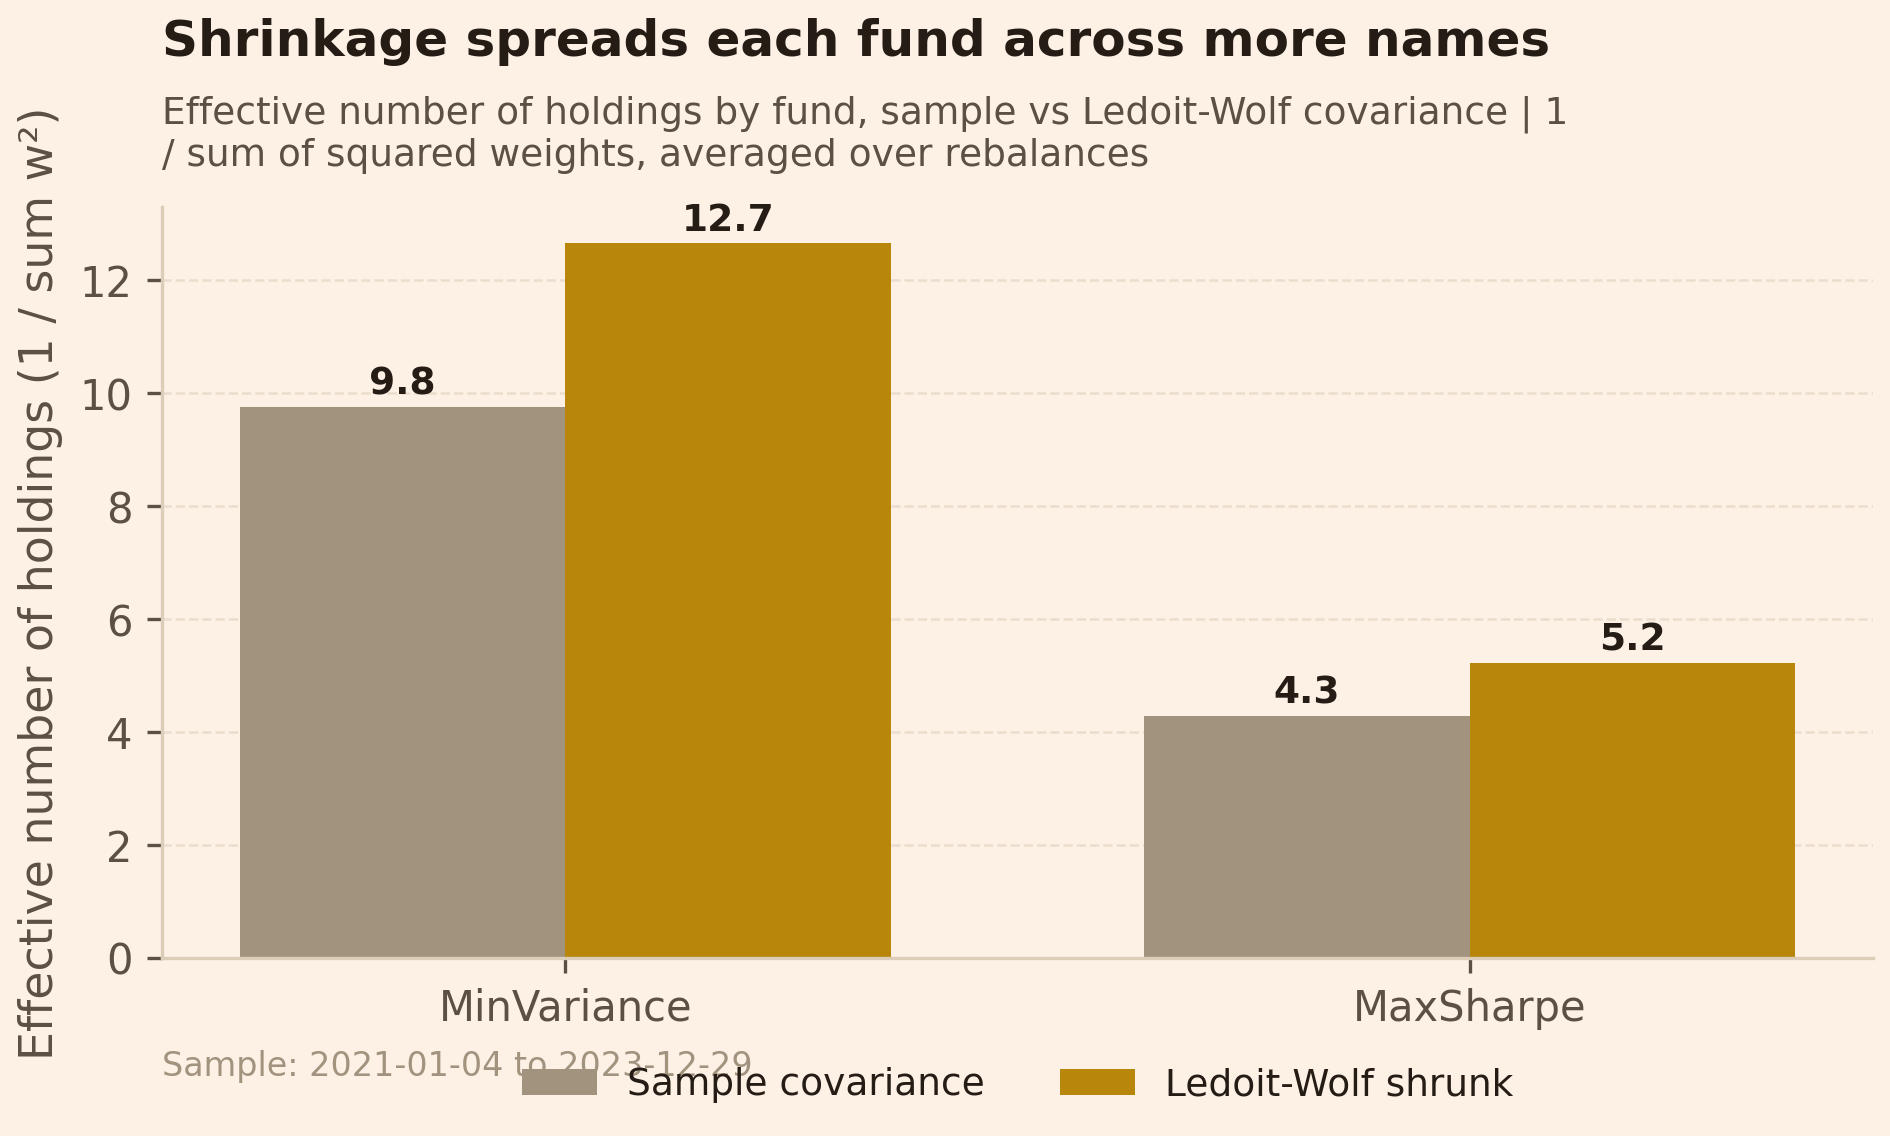 Shrinkage spreads each fund across more names
Effective number of holdings by fund, sample vs Ledoit-Wolf covariance | 1
/ sum of squared weights, averaged over rebalances
Effective number of holdings (1 / sum w²)
12
10
8
6
4
2
0
9.8
12.7
4.3
5.2
MinVariance
MaxSharpe
Sample: 2021-01-04 to 2023-12-29
Sample covariance
Ledoit-Wolf shrunk